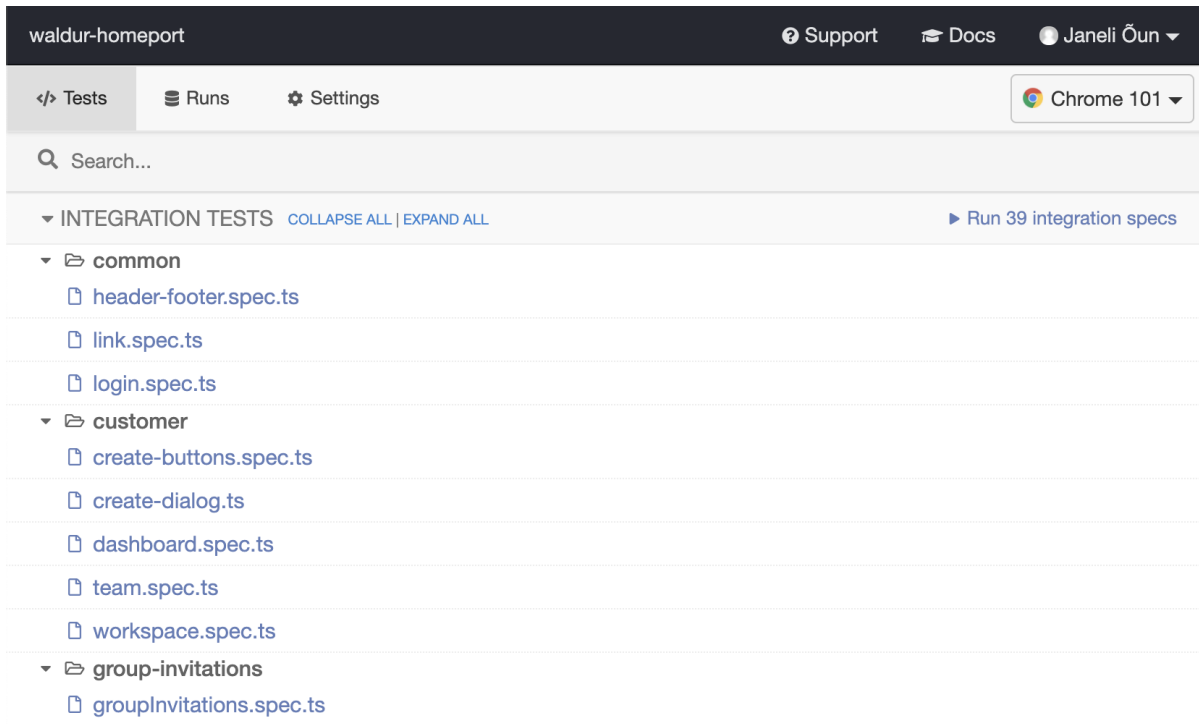 waldur-homeport Support Docs Janeli Õun
Tests Runs Settings Chrome 101
Search...
INTEGRATION TESTS COLLAPSE ALL | EXPAND ALL Run 39 integration specs
common
header-footer.spec.ts
link.spec.ts
login.spec.ts
customer
create-buttons.spec.ts
create-dialog.ts
dashboard.spec.ts
team.spec.ts
workspace.spec.ts
group-invitations
groupInvitations.spec.ts